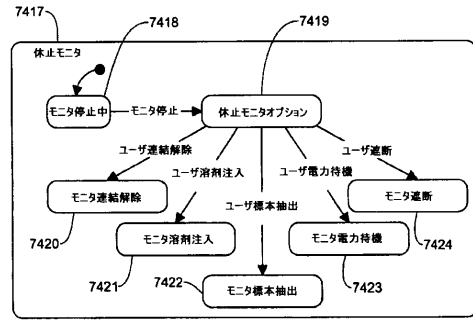 7417
7418
7419
休止モニタ
モニタ停止中
モニタ停止
休止モニタオプション
ユーザ連結解除
ユーザ遮断
ユーザ溶剤注入
ユーザ電力待機
モニタ連結解除
ユーザ標本抽出
モニタ遮断
7420
モニタ溶剤注入
モニタ電力待機
7424
7421
7422
モニタ標本抽出
7423